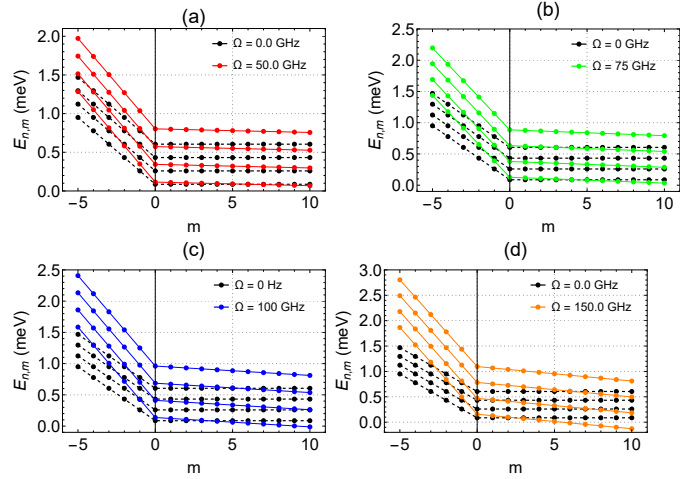 (a)
2.0
1.5
1.0
0.5
0.0
E n,m (meV)
Ω = 0.0 GHz
Ω = 50.0 GHz
−5 0 5 10
m
(b)
2.5
2.0
1.5
1.0
0.5
0.0
E n,m (meV)
Ω = 0 GHz
Ω = 75 GHz
−5 0 5 10
m
(c)
2.5
2.0
1.5
1.0
0.5
0.0
E n,m (meV)
Ω = 0 Hz
Ω = 100 GHz
−5 0 5 10
m
(d)
3.0
2.5
2.0
1.5
1.0
0.5
0.0
E n,m (meV)
Ω = 0.0 GHz
Ω = 150.0 GHz
−5 0 5 10
m